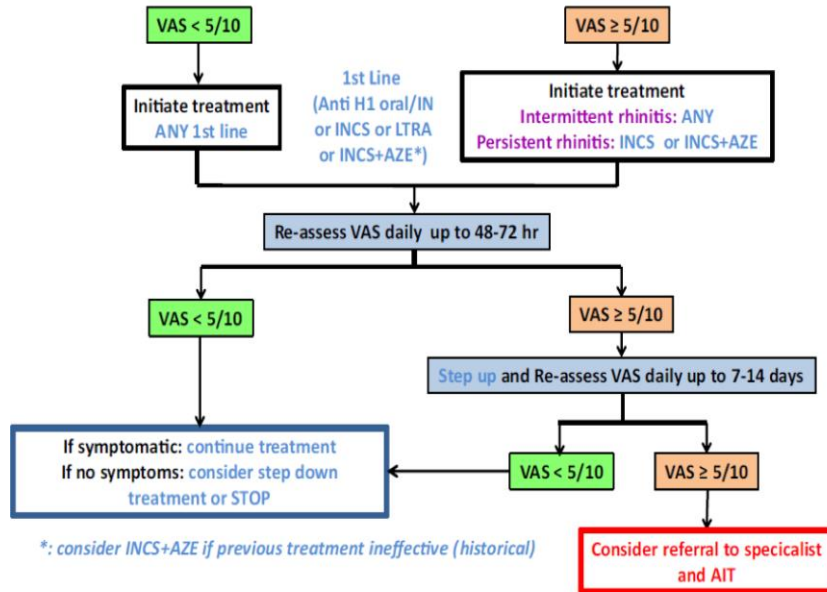 VAS < 5/10
VAS ≥ 5/10
Initiate treatment
ANY 1st line
1st Line
(Anti H1 oral/IN
or INCS or LTRA
or INCS+AZE*)
Initiate treatment
Intermittent rhinitis: ANY
Persistent rhinitis: INCS or INCS+AZE
Re-assess VAS daily up to 48-72 hr
VAS < 5/10
VAS ≥ 5/10
Step up and Re-assess VAS daily up to 7-14 days
If symptomatic: continue treatment
If no symptoms: consider step down
treatment or STOP
VAS < 5/10
VAS ≥ 5/10
*: consider INCS+AZE if previous treatment ineffective (historical)
Consider referral to specicalist
and AIT